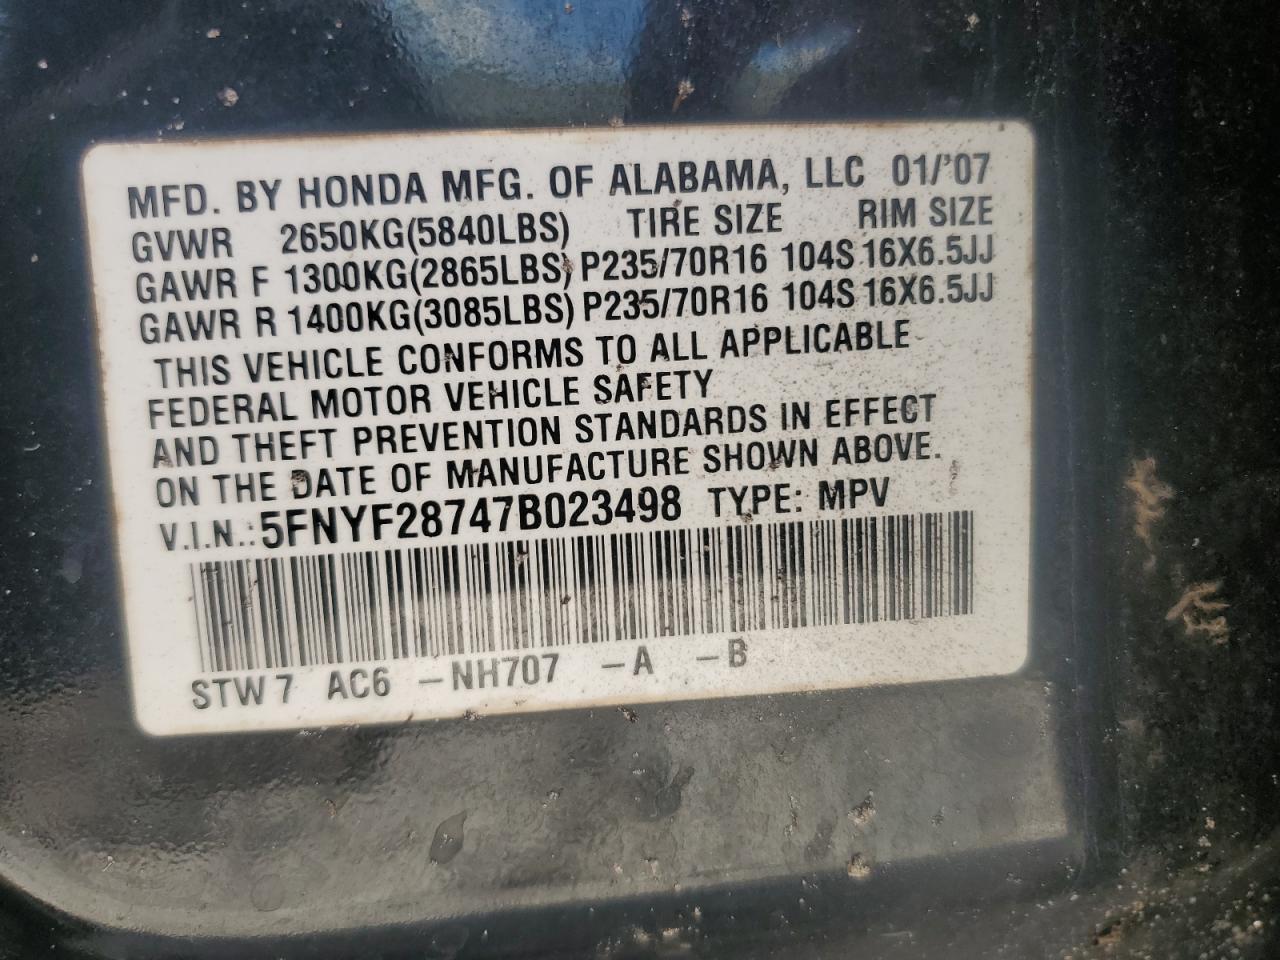 MFD. BY HONDA MFG. OF ALABAMA, LLC 01/'07
GVWR 2650KG(5840LBS) TIRE SIZE RIM SIZE
GAWR F 1300KG(2865LBS) P235/70R16 104S 16X6.5JJ
GAWR R 1400KG(3085LBS) P235/70R16 104S 16X6.5JJ
THIS VEHICLE CONFORMS TO ALL APPLICABLE
FEDERAL MOTOR VEHICLE SAFETY
AND THEFT PREVENTION STANDARDS IN EFFECT
ON THE DATE OF MANUFACTURE SHOWN ABOVE.
V.I.N.:5FNYF28747B023498 TYPE: MPV
STW7 AC6 -NH707 -A -B